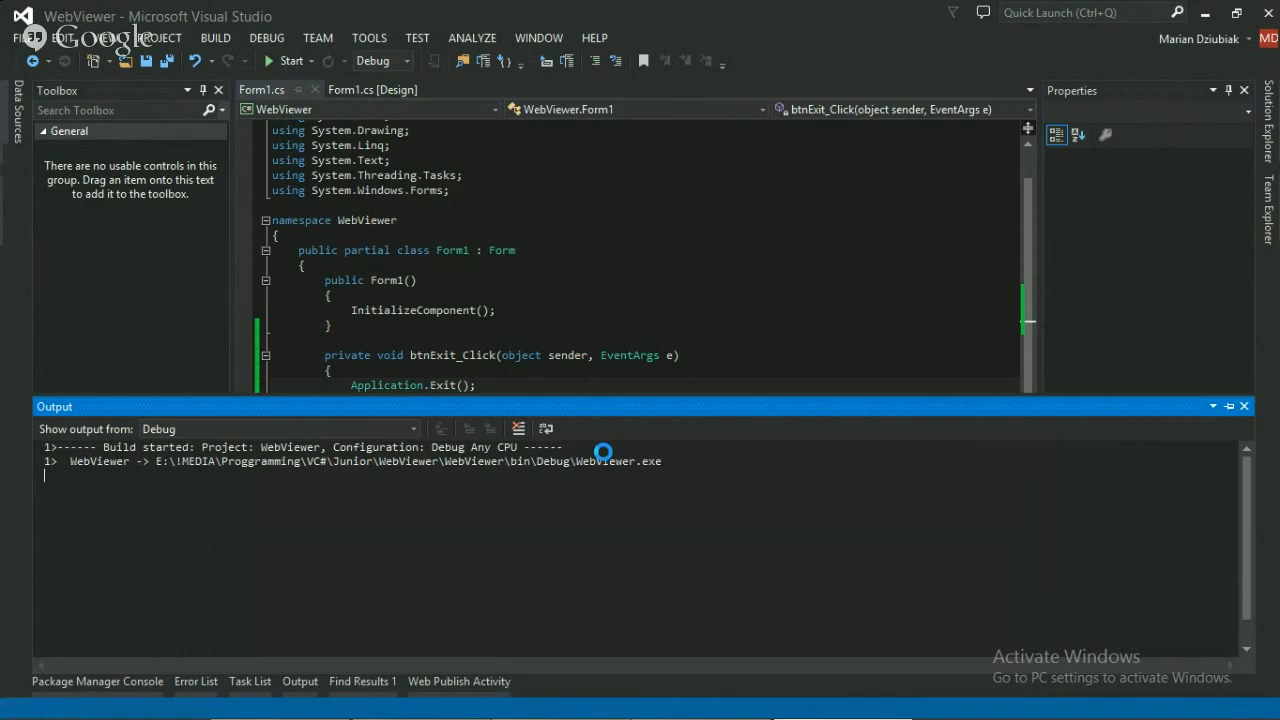 WebViewer - Microsoft Visual Studio
Quick Launch (Ctrl+Q)
Google
PROJECT BUILD DEBUG TEAM TOOLS TEST ANALYZE WINDOW HELP
Marian Dziubiak MD
Start Debug
Toolbox
Search Toolbox
General
There are no usable controls in this
group. Drag an item onto this text
to add it to the toolbox.
Data Sources
Form1.cs Form1.cs [Design]
WebViewer WebViewer.Form1 btnExit_Click(object sender, EventArgs e)
using System.Drawing;
using System.Linq;
using System.Text;
using System.Threading.Tasks;
using System.Windows.Forms;
namespace WebViewer
{
public partial class Form1 : Form
{
public Form1()
{
InitializeComponent();
}
private void btnExit_Click(object sender, EventArgs e)
{
Application.Exit();
Properties
Solution Explorer
Team Explorer
Output
Show output from: Debug
1>------ Build started: Project: WebViewer, Configuration: Debug Any CPU ------
1> WebViewer -> E:\!MEDIA\Proggramming\VC#\Junior\WebViewer\WebViewer\bin\Debug\WebViewer.exe
Activate Windows
Go to PC settings to activate Windows.
Package Manager Console Error List Task List Output Find Results 1 Web Publish Activity